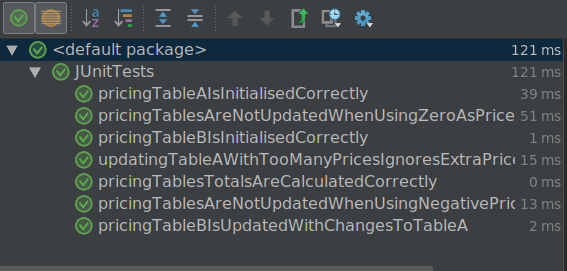 <default package> 121 ms
JUnitTests 121 ms
pricingTableAIsInitialisedCorrectly 39 ms
pricingTablesAreNotUpdatedWhenUsingZeroAsPrice 51 ms
pricingTableBIsInitialisedCorrectly 1 ms
updatingTableAWithTooManyPricesIgnoresExtraPrice 15 ms
pricingTablesTotalsAreCalculatedCorrectly 0 ms
pricingTablesAreNotUpdatedWhenUsingNegativePric 13 ms
pricingTableBIsUpdatedWithChangesToTableA 2 ms